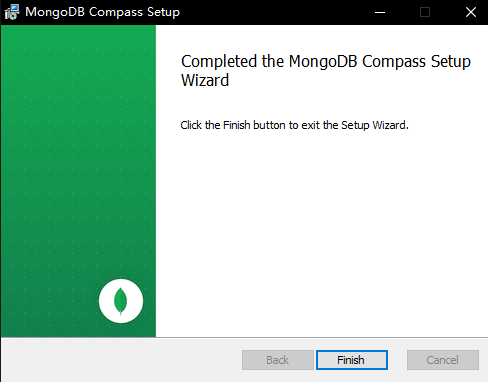 MongoDB Compass Setup
Completed the MongoDB Compass Setup
Wizard
Click the Finish button to exit the Setup Wizard.
Back
Finish
Cancel